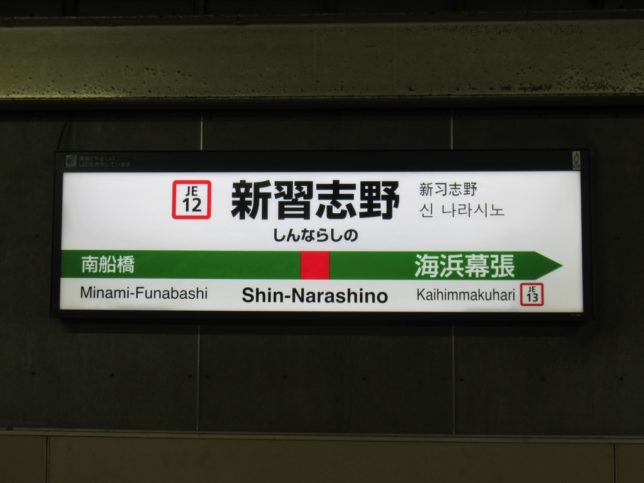 JE
12
新習志野
しんならしの
新习志野
신 나라시노
南船橋
海浜幕張
Minami-Funabashi
Shin-Narashino
Kaihimmakuhari
JE
13